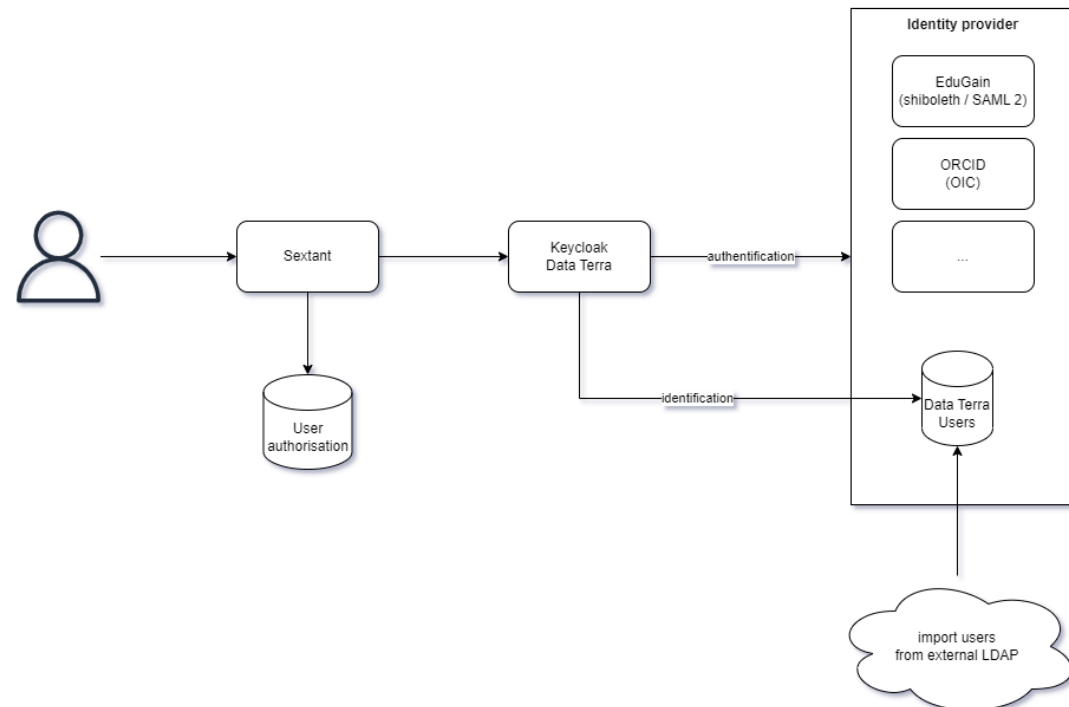 Identity provider
EduGain
(shiboleth / SAML 2)
ORCID
(OIC)
...
Sextant
Keycloak
Data Terra
authentification
User
authorisation
identification
Data Terra
Users
import users
from external LDAP